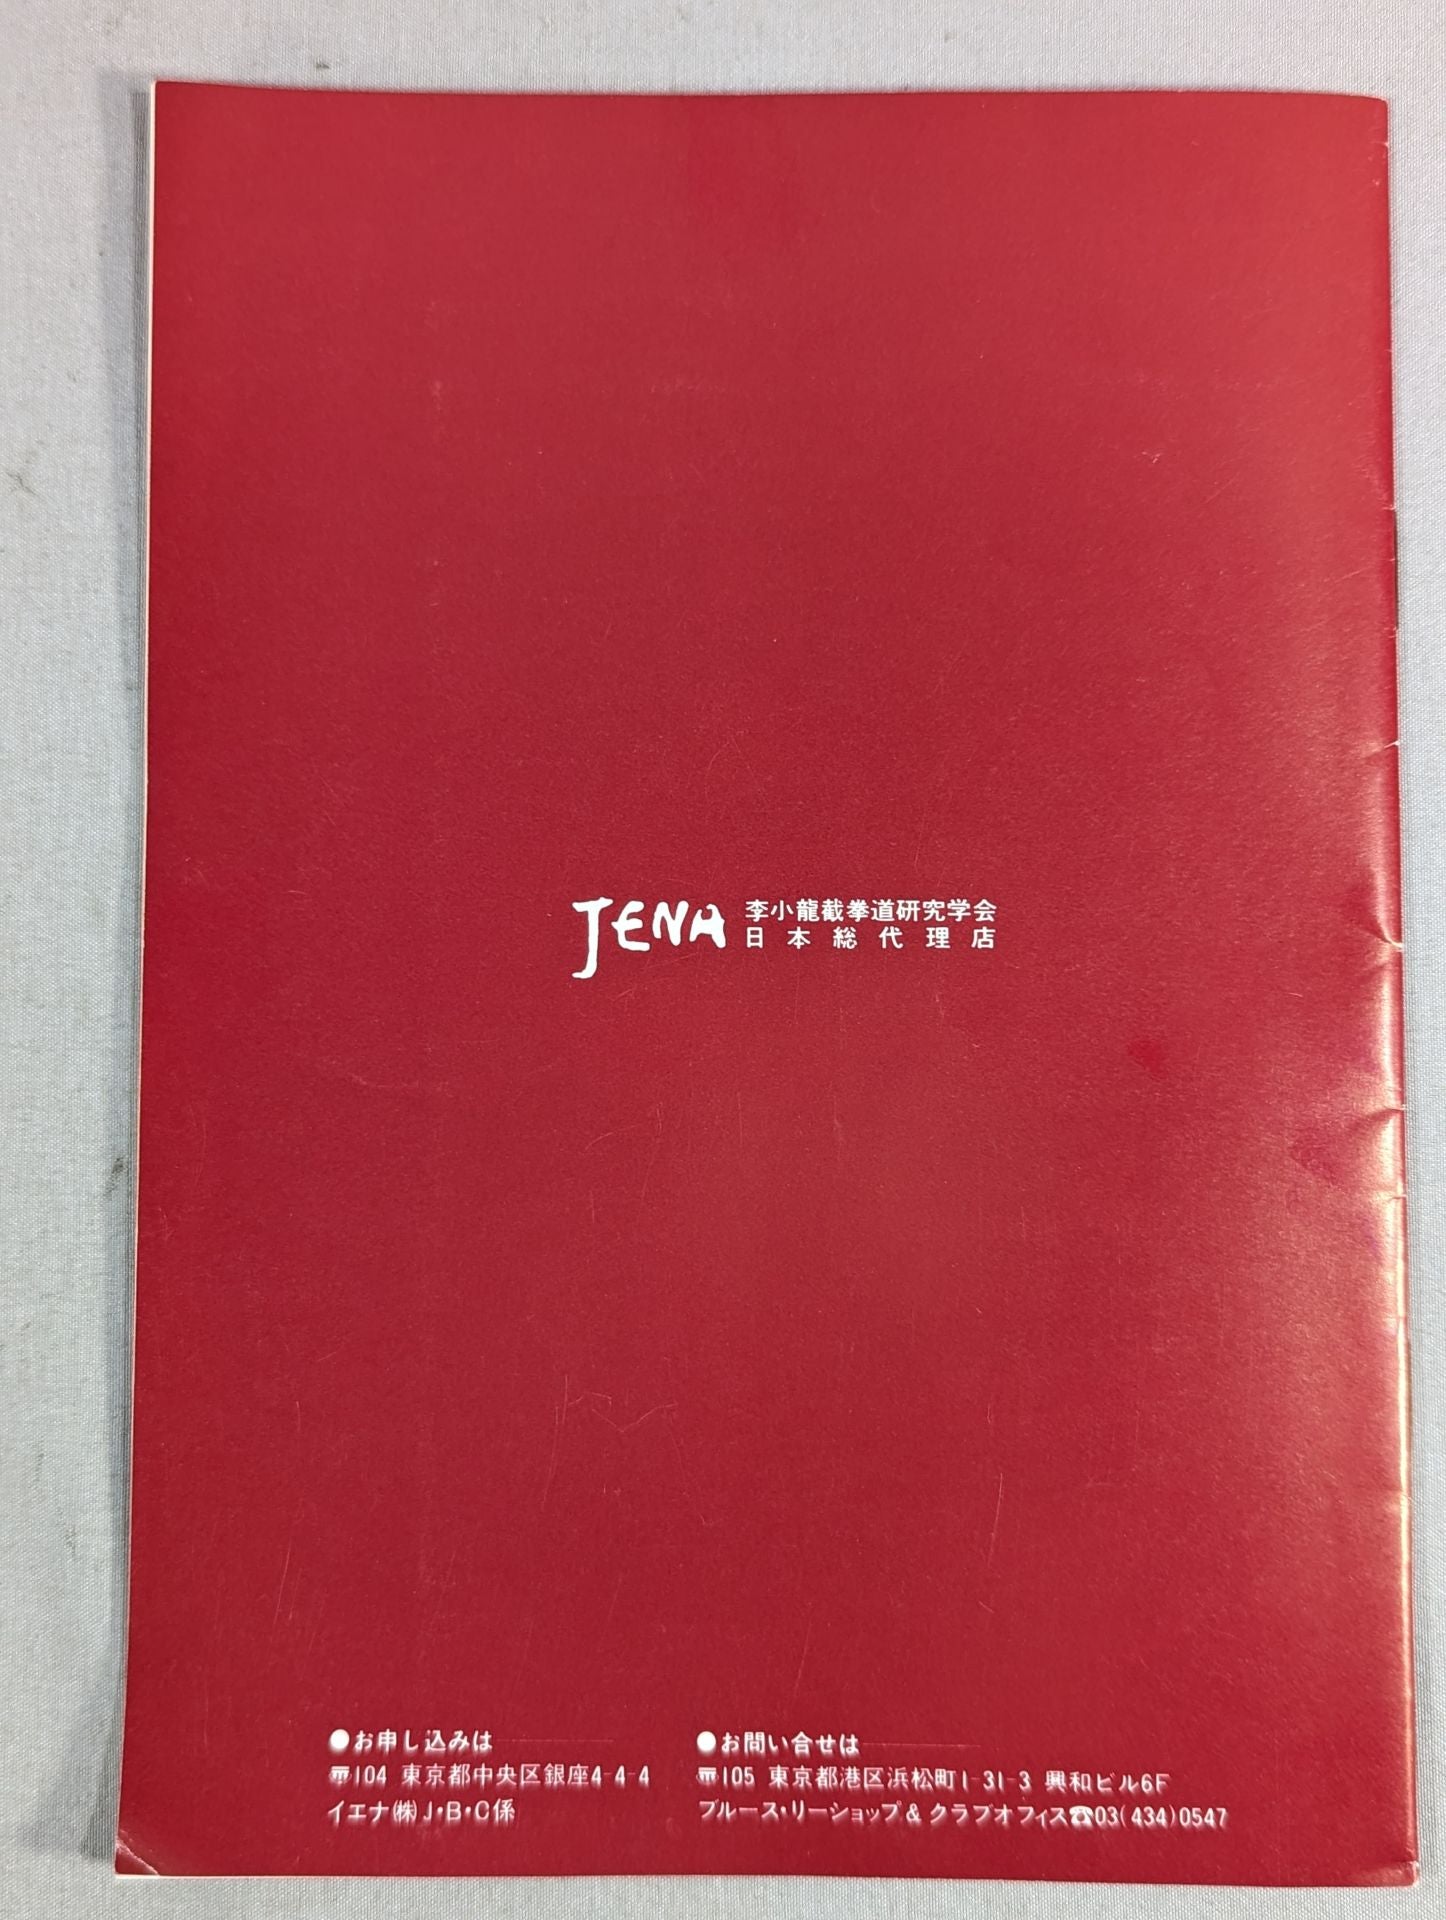 JENA 李小龍截拳道研究学会
日本総代理店
●お申し込みは
〠104 東京都中央区銀座4-4-4
イエナ㈱J・B・C係
●お問い合せは
〠105 東京都港区浜松町1-31-3 興和ビル6F
ブルース・リーショップ& クラブオフィス☎03(434)0547